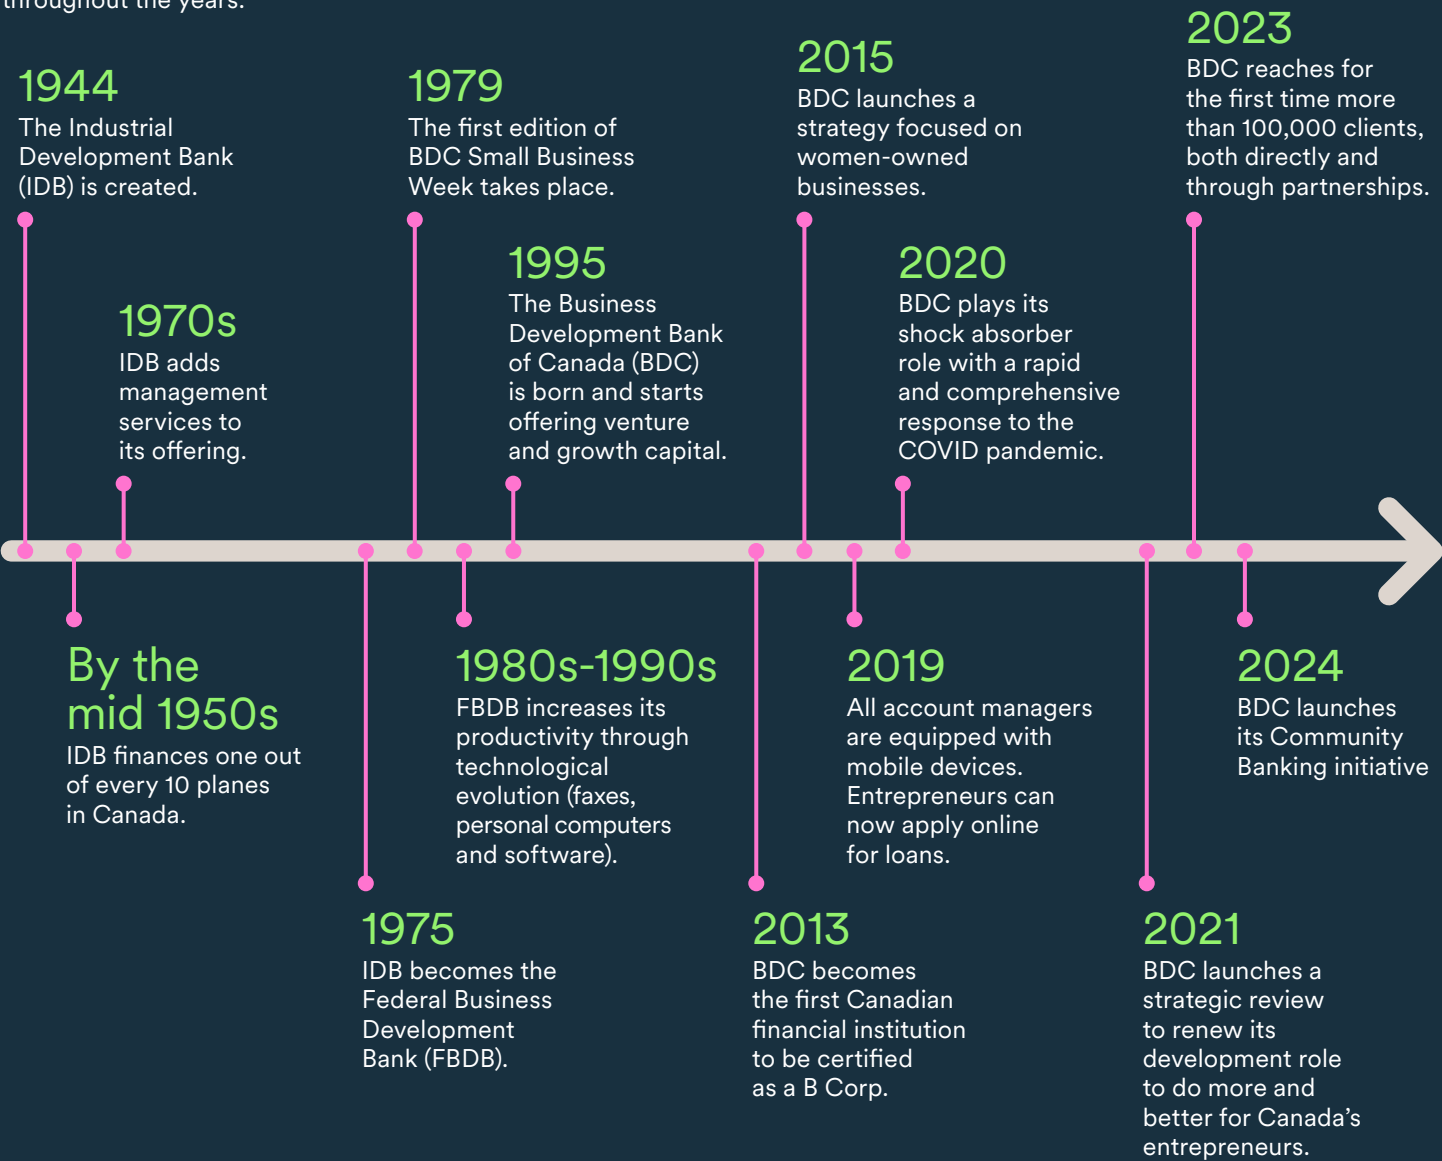 throughout the years.
1944
The Industrial
Development Bank
(IDB) is created.
By the
mid 1950s
IDB finances one out
of every 10 planes
in Canada.
1970s
IDB adds
management
services to
its offering.
1975
IDB becomes the
Federal Business
Development
Bank (FBDB).
1979
The first edition of
BDC Small Business
Week takes place.
1980s-1990s
FBDB increases its
productivity through
technological
evolution (faxes,
personal computers
and software).
1995
The Business
Development Bank
of Canada (BDC)
is born and starts
offering venture
and growth capital.
2013
BDC becomes
the first Canadian
financial institution
to be certified
as a B Corp.
2015
BDC launches a
strategy focused on
women-owned
businesses.
2019
All account managers
are equipped with
mobile devices.
Entrepreneurs can
now apply online
for loans.
2020
BDC plays its
shock absorber
role with a rapid
and comprehensive
response to the
COVID pandemic.
2021
BDC launches a
strategic review
to renew its
development role
to do more and
better for Canada's
entrepreneurs.
2023
BDC reaches for
the first time more
than 100,000 clients,
both directly and
through partnerships.
2024
BDC launches
its Community
Banking initiative